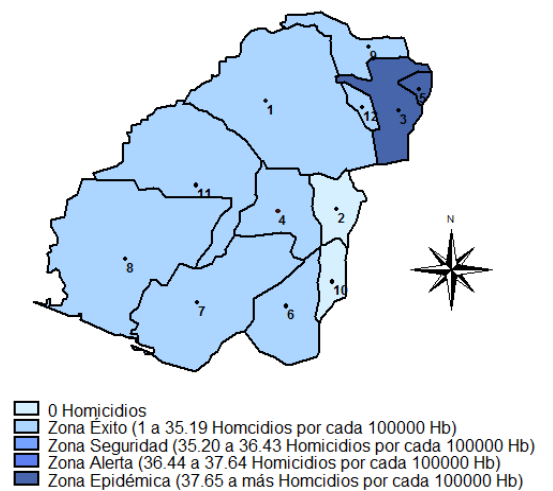 N
9
5
1
12
3
11
4
2
8
10
7
6
0 Homicidios
Zona Éxito (1 a 35.19 Homcidios por cada 100000 Hb)
Zona Seguridad (35.20 a 36.43 Homicidios por cada 100000 Hb)
Zona Alerta (36.44 a 37.64 Homicidios por cada 100000 Hb)
Zona Epidémica (37.65 a más Homcidios por cada 100000 Hb)